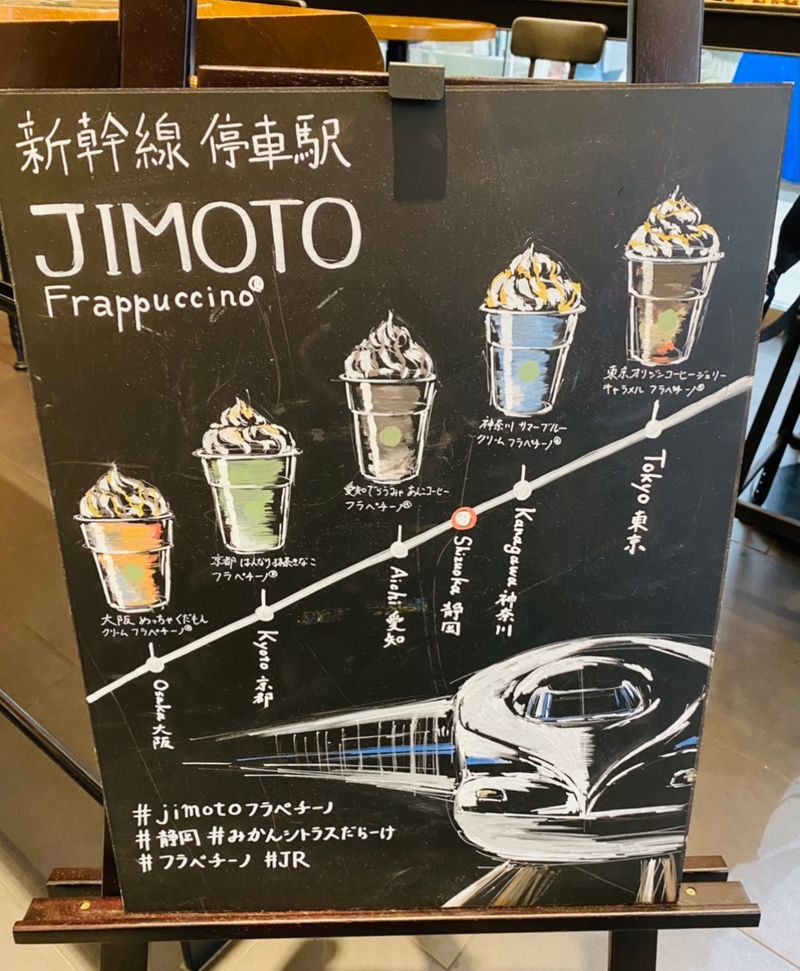 新幹線 停車駅
JIMOTO
Frappuccino®
東京 オリジンコーヒージェリー
キャラメル フラペチーノ®
神奈川 サマーブルー
クリーム フラペチーノ®
愛知 でらうみゃ あんこコーヒー
フラペチーノ®
京都 はんなり 抹茶きなこ
フラペチーノ®
大阪 めっちゃくだもん
クリーム フラペチーノ®
Tokyo 東京
Kanagawa 神奈川
Shizuoka 静岡
Aichi 愛知
Kyoto 京都
Osaka 大阪
#jimotoフラペチーノ
#静岡 #みかんシトラスだらーけ
#フラペチーノ #JR